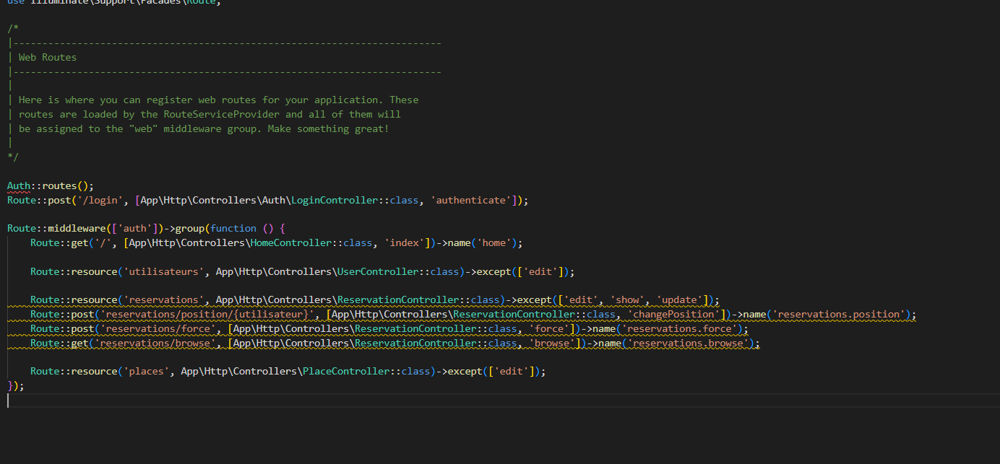 use Illuminate\Support\Facades\Route;
/*
|--------------------------------------------------------------------------
| Web Routes
|--------------------------------------------------------------------------
|
| Here is where you can register web routes for your application. These
| routes are loaded by the RouteServiceProvider and all of them will
| be assigned to the "web" middleware group. Make something great!
|
*/
Auth::routes();
Route::post('/login', [App\Http\Controllers\Auth\LoginController::class, 'authenticate']);
Route::middleware(['auth'])->group(function () {
    Route::get('/', [App\Http\Controllers\HomeController::class, 'index'])->name('home');
    Route::resource('utilisateurs', App\Http\Controllers\UserController::class)->except(['edit']);
    Route::resource('reservations', App\Http\Controllers\ReservationController::class)->except(['edit', 'show', 'update']);
    Route::post('reservations/position/{utilisateur}', [App\Http\Controllers\ReservationController::class, 'changePosition'])->name('reservations.position');
    Route::post('reservations/force', [App\Http\Controllers\ReservationController::class, 'force'])->name('reservations.force');
    Route::get('reservations/browse', [App\Http\Controllers\ReservationController::class, 'browse'])->name('reservations.browse');
    Route::resource('places', App\Http\Controllers\PlaceController::class)->except(['edit']);
});